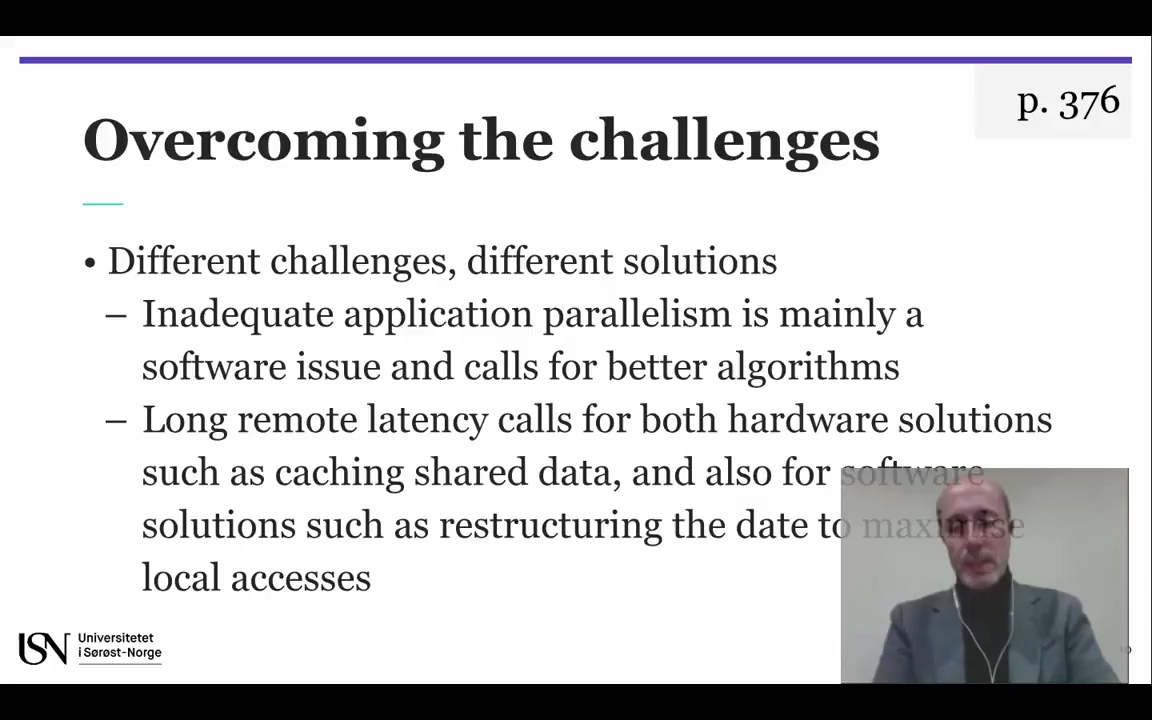 p. 376
Overcoming the challenges
• Different challenges, different solutions
– Inadequate application parallelism is mainly a
software issue and calls for better algorithms
– Long remote latency calls for both hardware solutions
such as caching shared data, and also for software
solutions such as restructuring the date to maximise
local accesses
USN Universitetet
i Sørøst-Norge